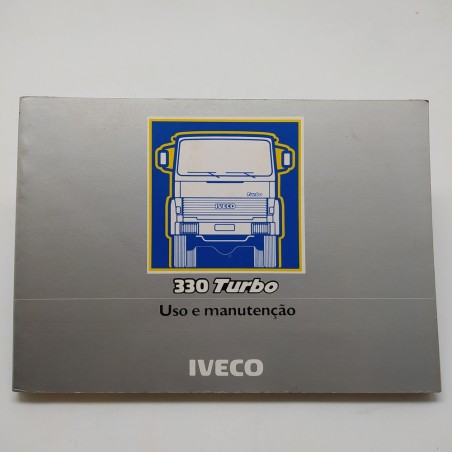 Turbo
IVECO
330 Turbo
Uso e manutenção
IVECO